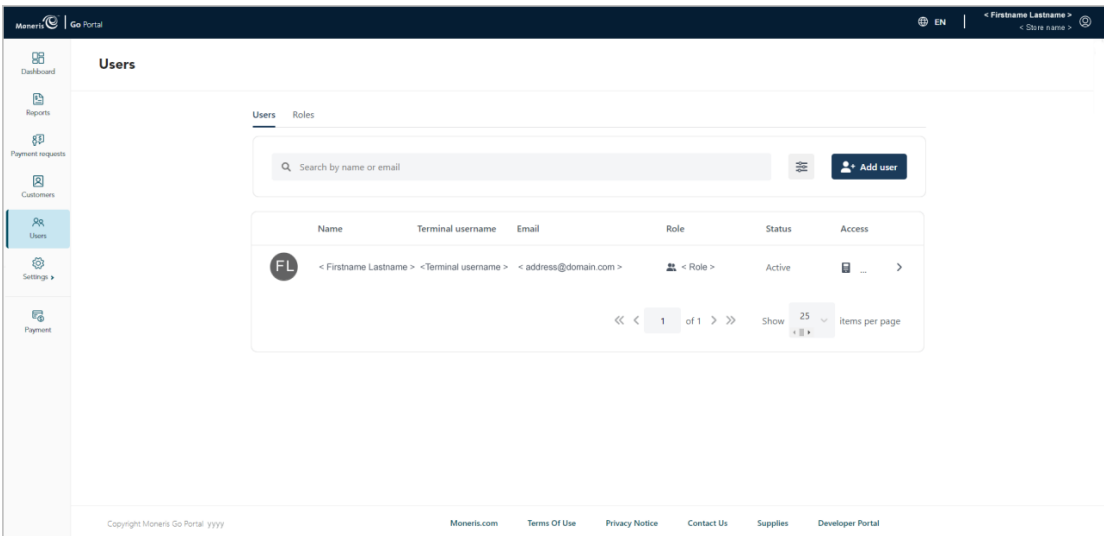 Moneris Go Portal
EN
< Firstname Lastname >
< Store name >
Dashboard
Reports
Payment requests
Customers
Users
Settings
Payment
Users
Users Roles
Search by name or email
Add user
Name Terminal username Email Role Status Access
FL < Firstname Lastname > <Terminal username > < address@domain.com > < Role > Active ...
1 of 1 Show 25 items per page
Copyright Moneris Go Portal yyyy
Moneris.com Terms Of Use Privacy Notice Contact Us Supplies Developer Portal